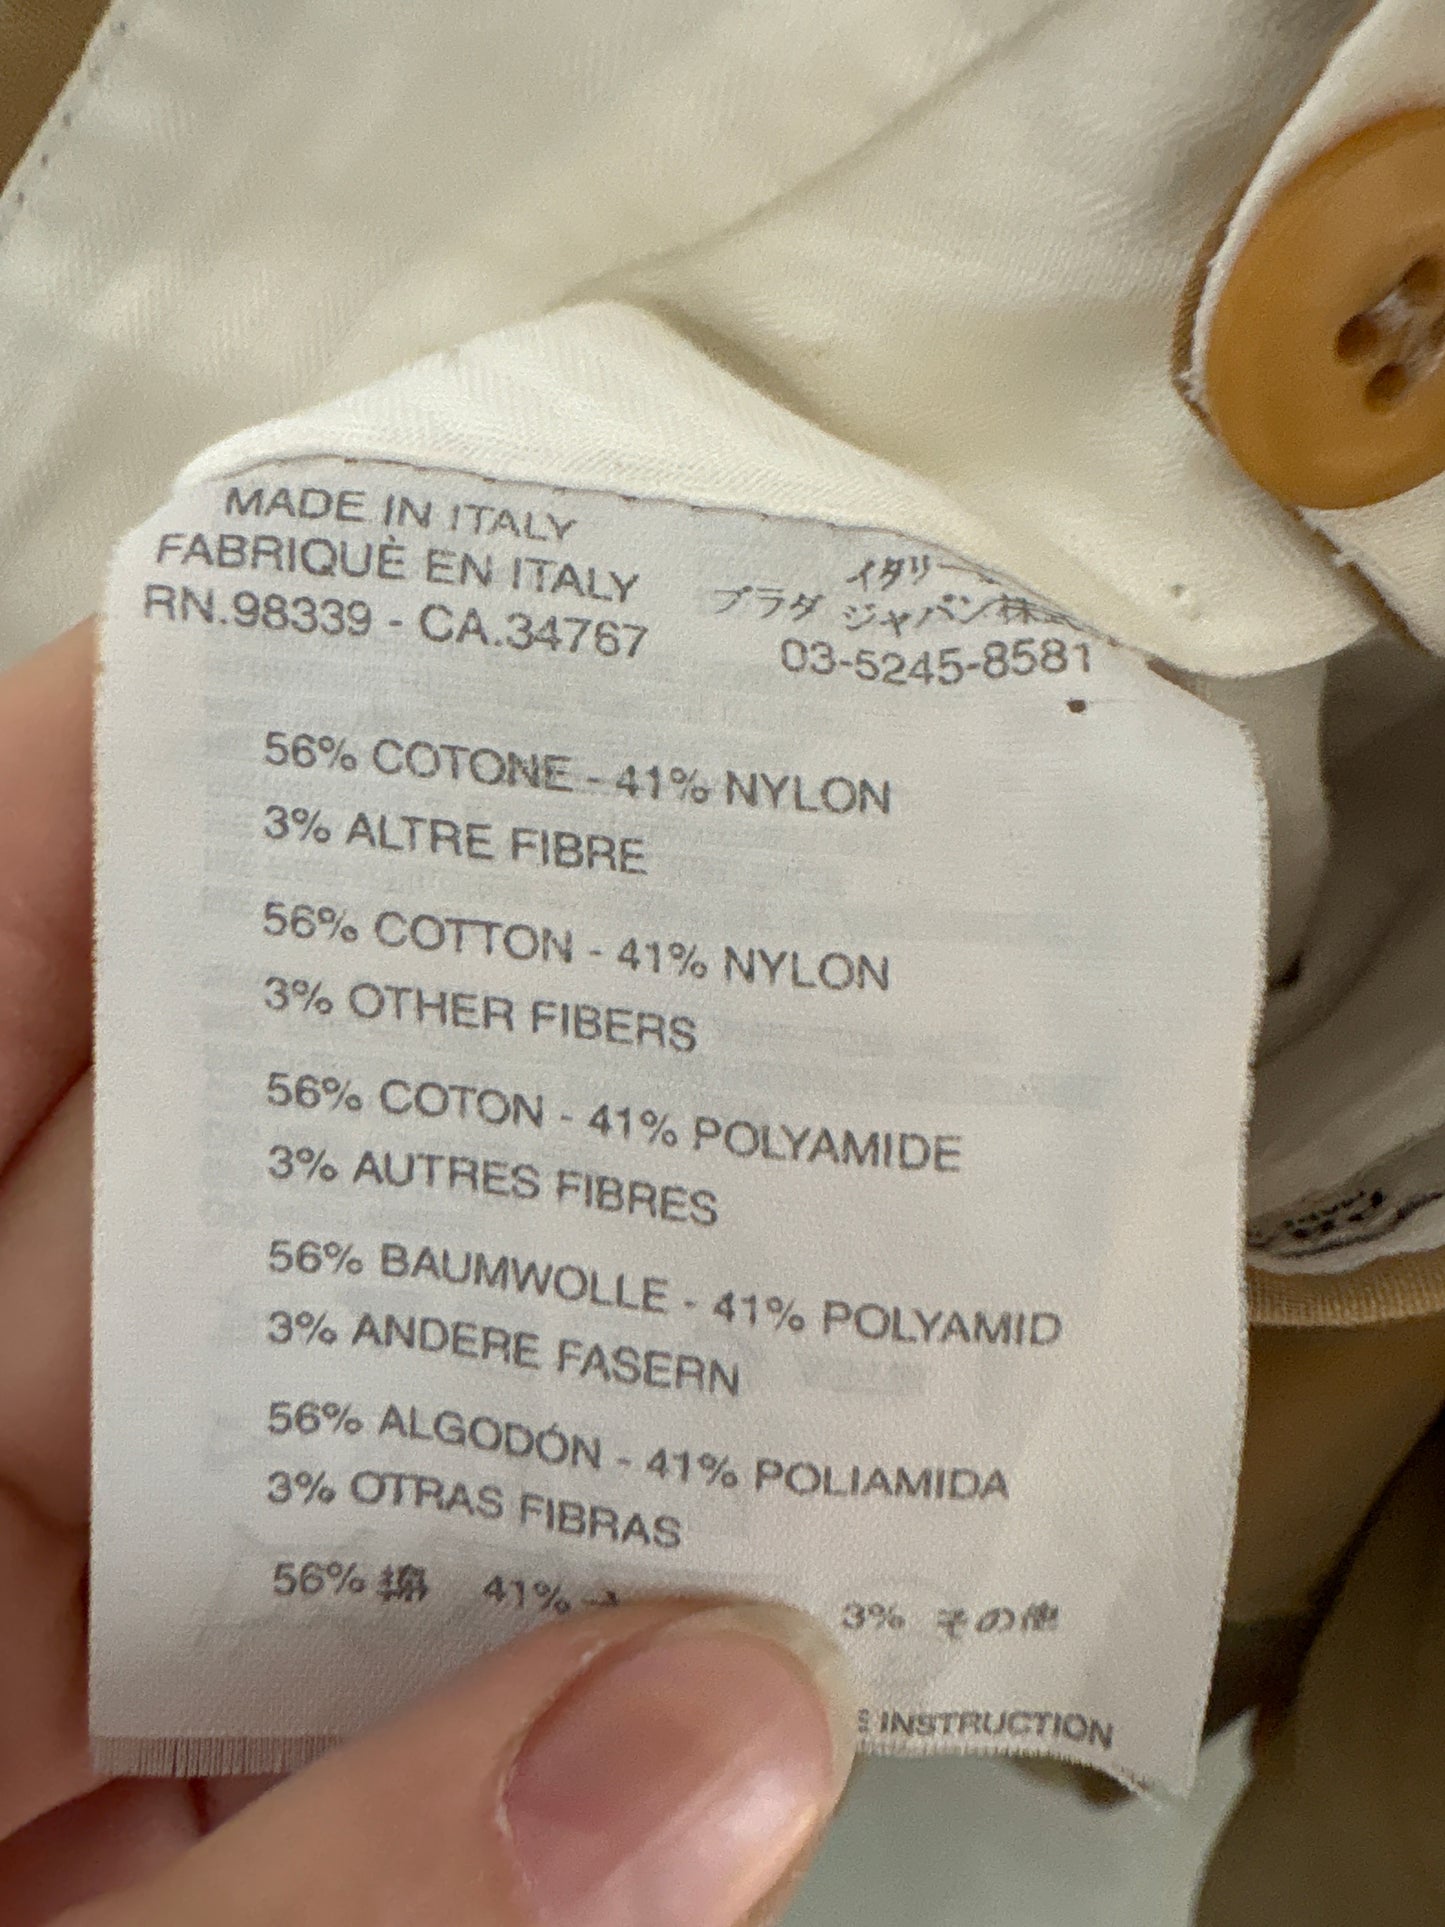 MADE IN ITALY
FABRIQUÈ EN ITALY
RN.98339 - CA.34767
イタリー
プラダ ジャパン株
03-5245-8581
56% COTONE - 41% NYLON
3% ALTRE FIBRE
56% COTTON - 41% NYLON
3% OTHER FIBERS
56% COTON - 41% POLYAMIDE
3% AUTRES FIBRES
56% BAUMWOLLE - 41% POLYAMID
3% ANDERE FASERN
56% ALGODÓN - 41% POLIAMIDA
3% OTRAS FIBRAS
56% 綿 41% 3% その他
INSTRUCTION